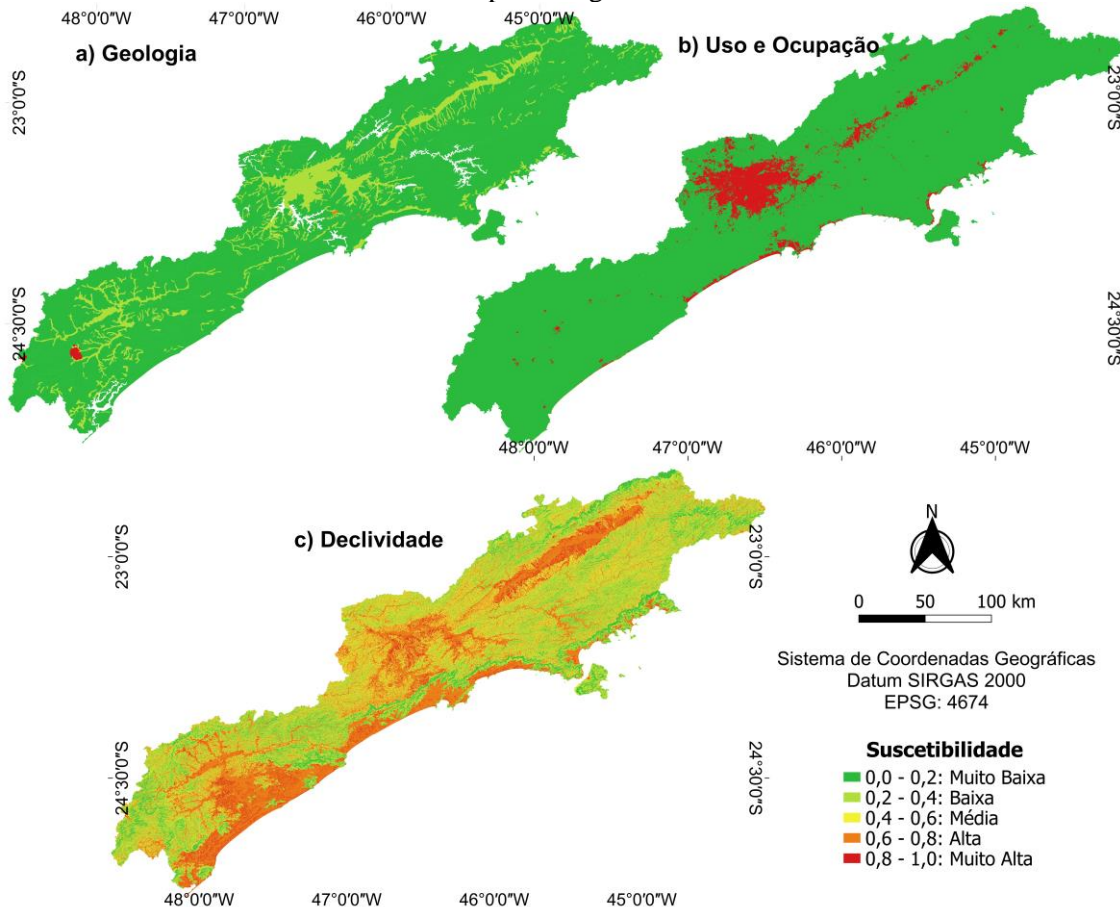 48°0'0"W 47°0'0"W 46°0'0"W 45°0'0"W
a) Geologia
b) Uso e Ocupação
23°0'0"S
23°0'0"S
24°30'0"S
24°30'0"S
48°0'0"W 47°0'0"W 46°0'0"W 45°0'0"W
c) Declividade
N
23°0'0"S
23°0'0"S
0 50 100 km
Sistema de Coordenadas Geográficas
Datum SIRGAS 2000
EPSG: 4674
24°30'0"S
24°30'0"S
Suscetibilidade
0,0 - 0,2: Muito Baixa
0,2 - 0,4: Baixa
0,4 - 0,6: Média
0,6 - 0,8: Alta
0,8 - 1,0: Muito Alta
48°0'0"W 47°0'0"W 46°0'0"W 45°0'0"W